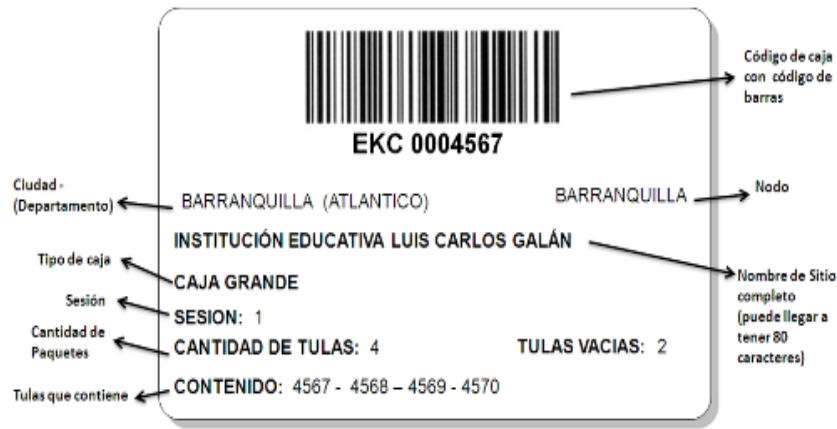 Código de caja
con código de
barras
EKC 0004567
Ciudad -
(Departamento)
BARRANQUILLA (ATLANTICO)
BARRANQUILLA
Nodo
INSTITUCIÓN EDUCATIVA LUIS CARLOS GALÁN
Tipo de caja
CAJA GRANDE
Nombre de Sitio
completo
(puede llegar a
tener 80
caracteres)
Sesión
SESION: 1
Cantidad de
Paquetes
CANTIDAD DE TULAS: 4
TULAS VACIAS: 2
Tulas que contiene
CONTENIDO: 4567 - 4568 – 4569 - 4570